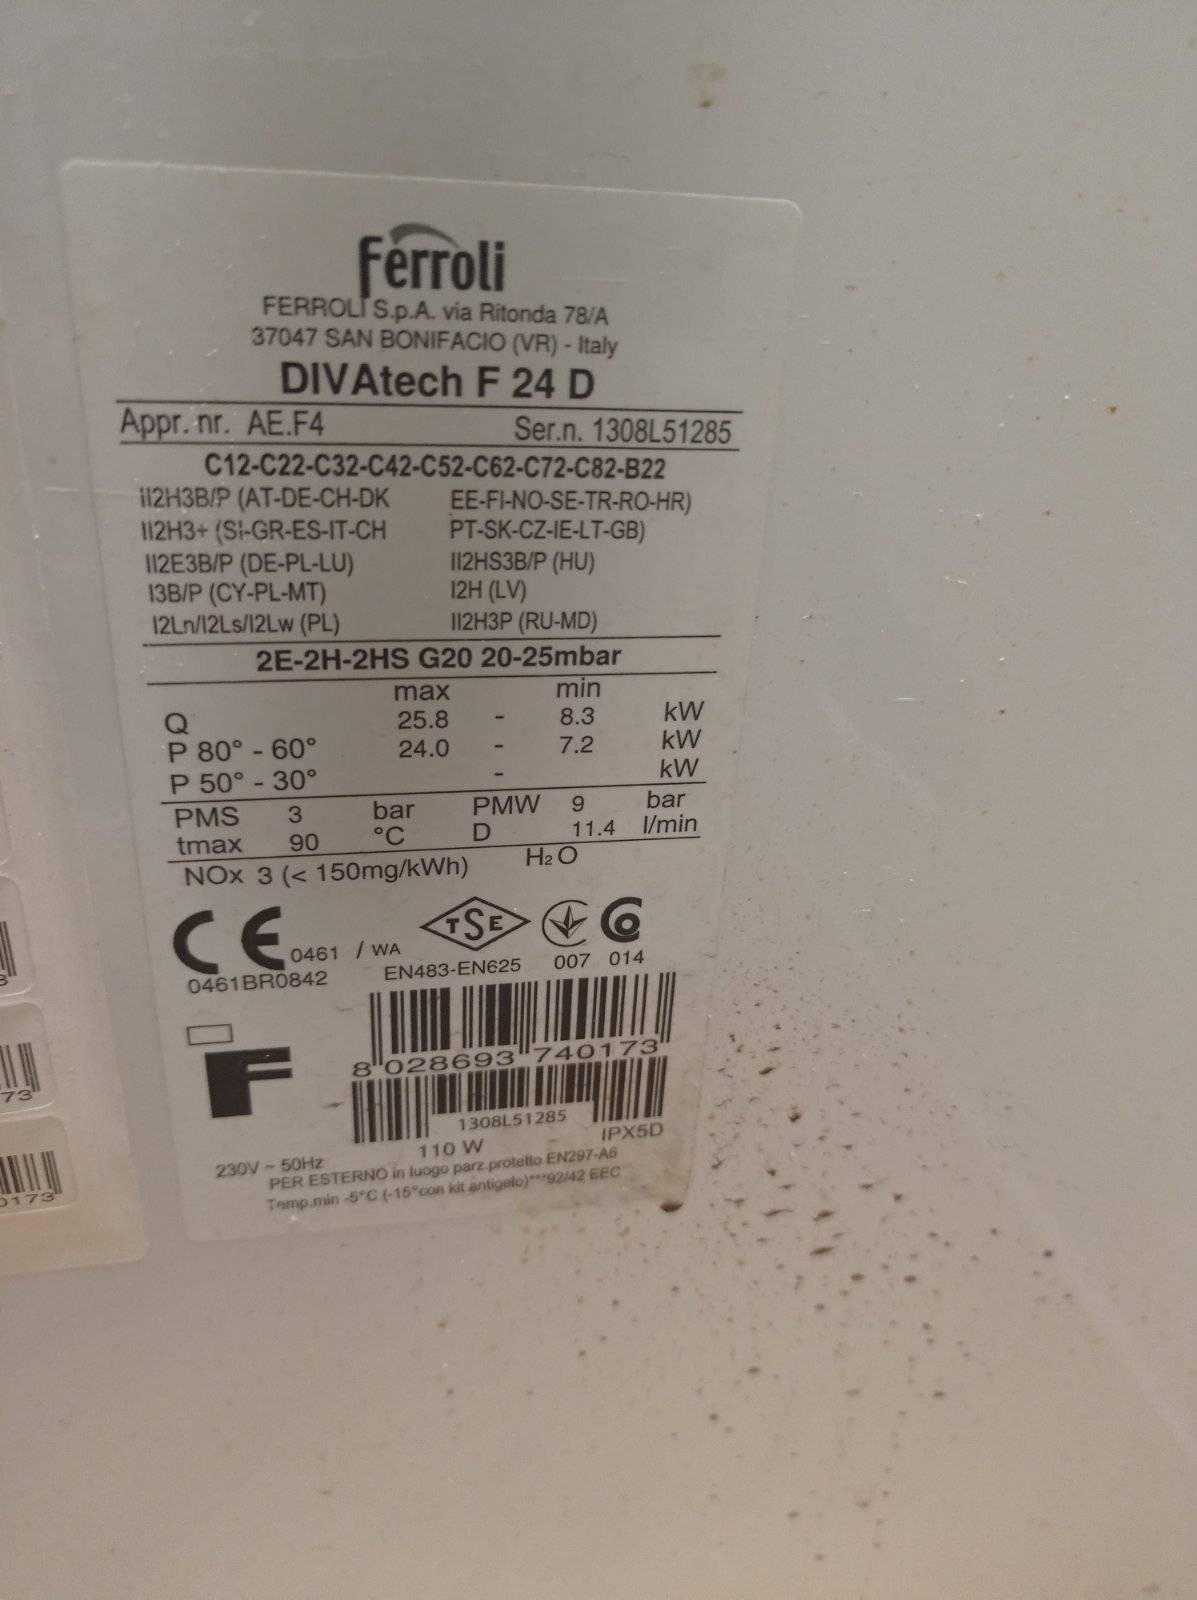 Ferroli
FERROLI S.p.A. via Ritonda 78/A
37047 SAN BONIFACIO (VR) - Italy
DIVAtech F 24 D
Appr. nr. AE.F4 Ser.n. 1308L51285
C12-C22-C32-C42-C52-C62-C72-C82-B22
II2H3B/P (AT-DE-CH-DK EE-FI-NO-SE-TR-RO-HR)
II2H3+ (SI-GR-ES-IT-CH PT-SK-CZ-IE-LT-GB)
II2E3B/P (DE-PL-LU) II2HS3B/P (HU)
I3B/P (CY-PL-MT) I2H (LV)
I2Ln/I2Ls/I2Lw (PL) II2H3P (RU-MD)
2E-2H-2HS G20 20-25mbar
max min
Q 25.8 - 8.3 kW
P 80° - 60° 24.0 - 7.2 kW
P 50° - 30° - kW
PMS 3 bar PMW 9 bar
tmax 90 °C D 11.4 l/min
NOx 3 (< 150mg/kWh) H2O
CE 0461 / WA TSE
0461BR0842 EN483-EN625 007 014
8 028693 740173
F
1308L51285
230V ~ 50Hz 110 W IPX5D
PER ESTERNO in luogo parz.protetto EN297-A6
Temp.min -5°C (-15°con kit antigelo)***92/42 EEC
3
73
0173